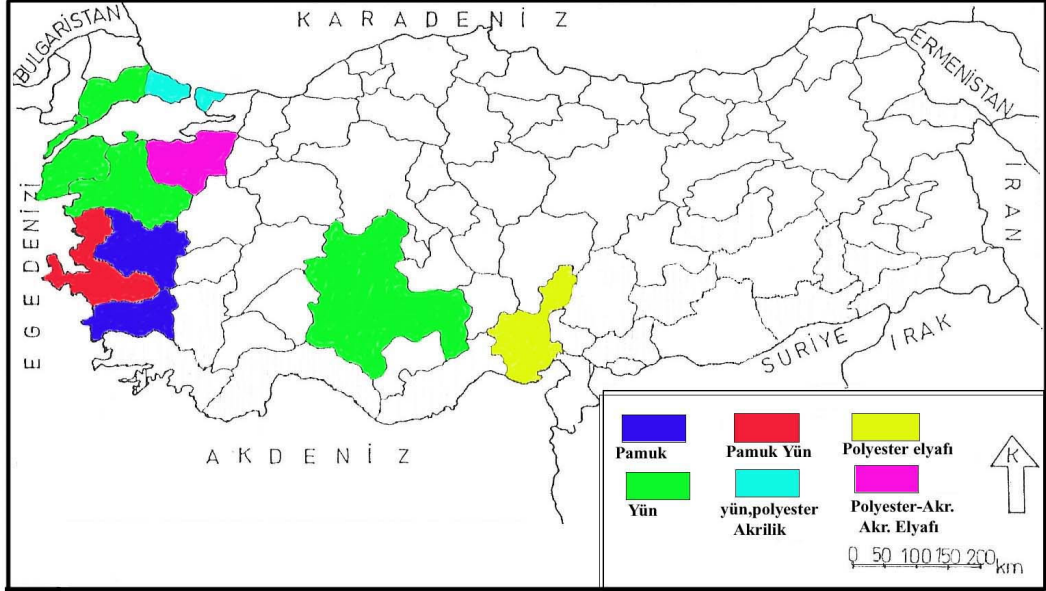 KARADENİZ
BULGARİSTAN
ERMENİSTAN
İRAN
EGE DENİZİ
SURİYE
IRAK
AKDENİZ
Pamuk
Pamuk Yün
Polyester elyafı
Yün
yün,polyester
Akrilik
Polyester-Akr.
Akr. Elyafı
K
0 50 100 150 200 km